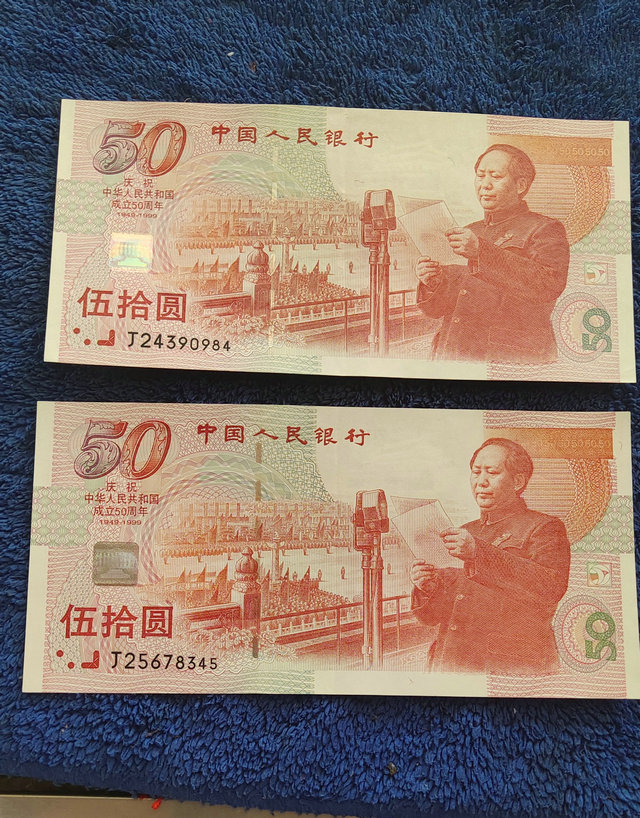 50
中国人民银行
庆祝
中华人民共和国
成立50周年
1949-1999
伍拾圆
J24390984
50
50
中国人民银行
庆祝
中华人民共和国
成立50周年
1949-1999
伍拾圆
J25678345
50